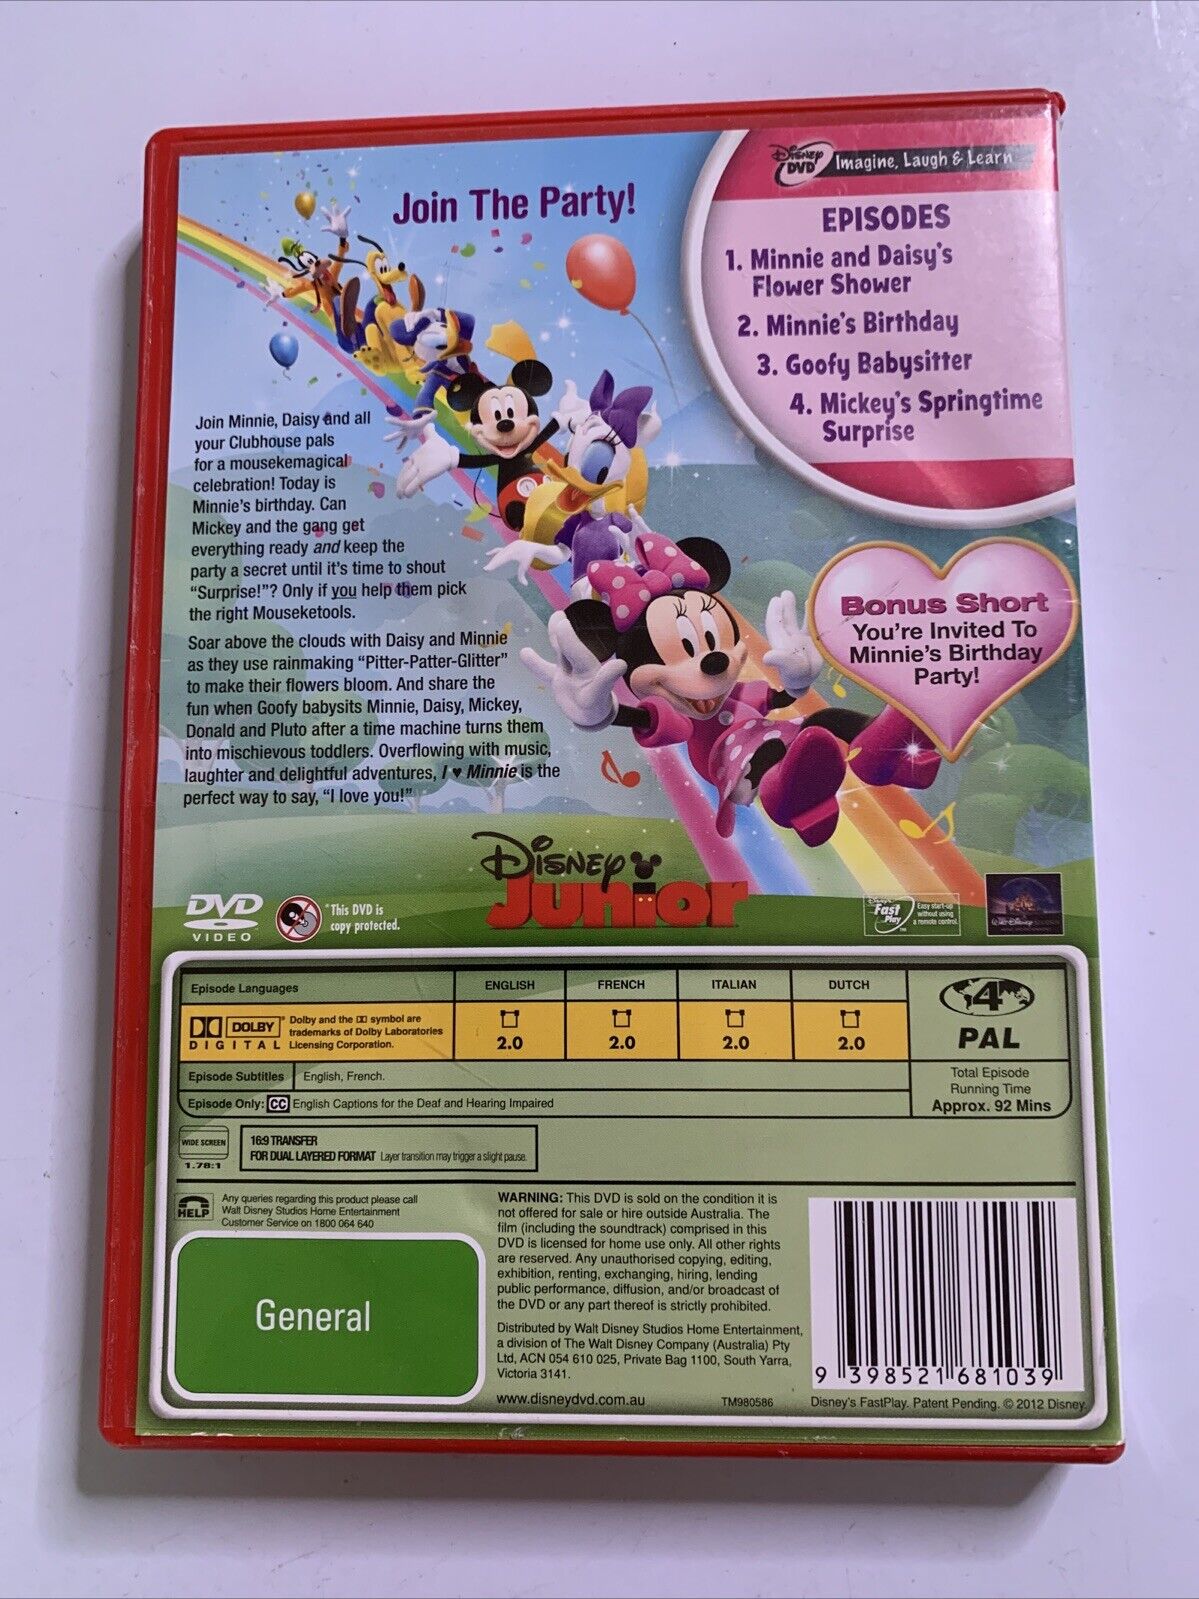 Join The Party!
Disney DVD Imagine, Laugh & Learn
EPISODES
1. Minnie and Daisy's
Flower Shower
2. Minnie's Birthday
3. Goofy Babysitter
4. Mickey's Springtime
Surprise
Join Minnie, Daisy and all
your Clubhouse pals
for a mousekemagical
celebration! Today is
Minnie's birthday. Can
Mickey and the gang get
everything ready and keep the
party a secret until it's time to shout
"Surprise!"? Only if you help them pick
the right Mouseketools.
Soar above the clouds with Daisy and Minnie
as they use rainmaking "Pitter-Patter-Glitter"
to make their flowers bloom. And share the
fun when Goofy babysits Minnie, Daisy, Mickey,
Donald and Pluto after a time machine turns them
into mischievous toddlers. Overflowing with music,
laughter and delightful adventures, I ♥ Minnie is the
perfect way to say, "I love you!"
Bonus Short
You're Invited To
Minnie's Birthday
Party!
Disney
Junior
DVD
VIDEO
*This DVD is
copy protected.
Disney's
Fast
Play
TM
Easy start-up
without using
a remote control.
Walt Disney
Episode Languages
ENGLISH FRENCH ITALIAN DUTCH
DOLBY
DIGITAL
Dolby and the DD symbol are
trademarks of Dolby Laboratories
Licensing Corporation.
2.0 2.0 2.0 2.0
4
PAL
Episode Subtitles English, French.
Episode Only: CC English Captions for the Deaf and Hearing Impaired
Total Episode
Running Time
Approx. 92 Mins
WIDE SCREEN
1.78:1
16:9 TRANSFER
FOR DUAL LAYERED FORMAT Layer transition may trigger a slight pause.
HELP
Any queries regarding this product please call
Walt Disney Studios Home Entertainment
Customer Service on 1800 064 640
General
WARNING: This DVD is sold on the condition it is
not offered for sale or hire outside Australia. The
film (including the soundtrack) comprised in this
DVD is licensed for home use only. All other rights
are reserved. Any unauthorised copying, editing,
exhibition, renting, exchanging, hiring, lending
public performance, diffusion, and/or broadcast of
the DVD or any part thereof is strictly prohibited.
Distributed by Walt Disney Studios Home Entertainment,
a division of The Walt Disney Company (Australia) Pty
Ltd, ACN 054 610 025, Private Bag 1100, South Yarra,
Victoria 3141.
www.disneydvd.com.au TM980586
9 398521 681039
Disney's FastPlay. Patent Pending. © 2012 Disney.